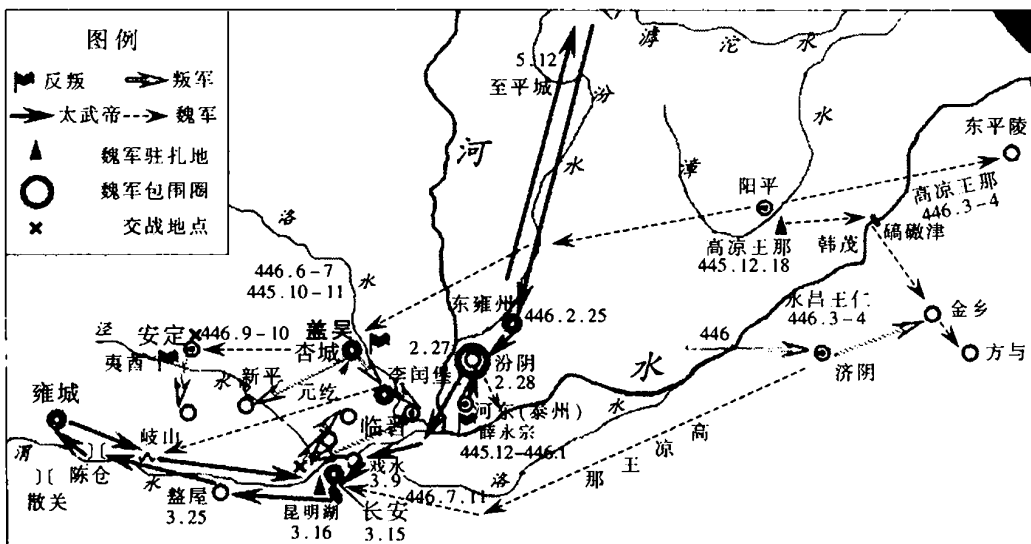 图例
反叛 叛军
太武帝 魏军
魏军驻扎地
魏军包围圈
交战地点
滹 沱 水
5.12
至平城
汾
水
河
漳
水
东平陵
阳平
高凉王那
446.3-4
高凉王那
445.12.18
韩茂
碻磝津
洛
水
446.6-7
445.10-11
东雍州
446.2.25
永昌王仁
446.3-4
金乡
方与
446
济阴
泾
水
安定
446.9-10
夷酋
新平
盖吴
杏城
元纥
李闰堡
2.27
汾阴
2.28
水
河东(泰州)
薛永宗
445.12-446.1
临晋
水
洛
高
凉
王
那
雍城
岐山
渭
水
陈仓
散关
盩厔
3.25
戏水
3.9
446.7.11
昆明湖
3.16
长安
3.15